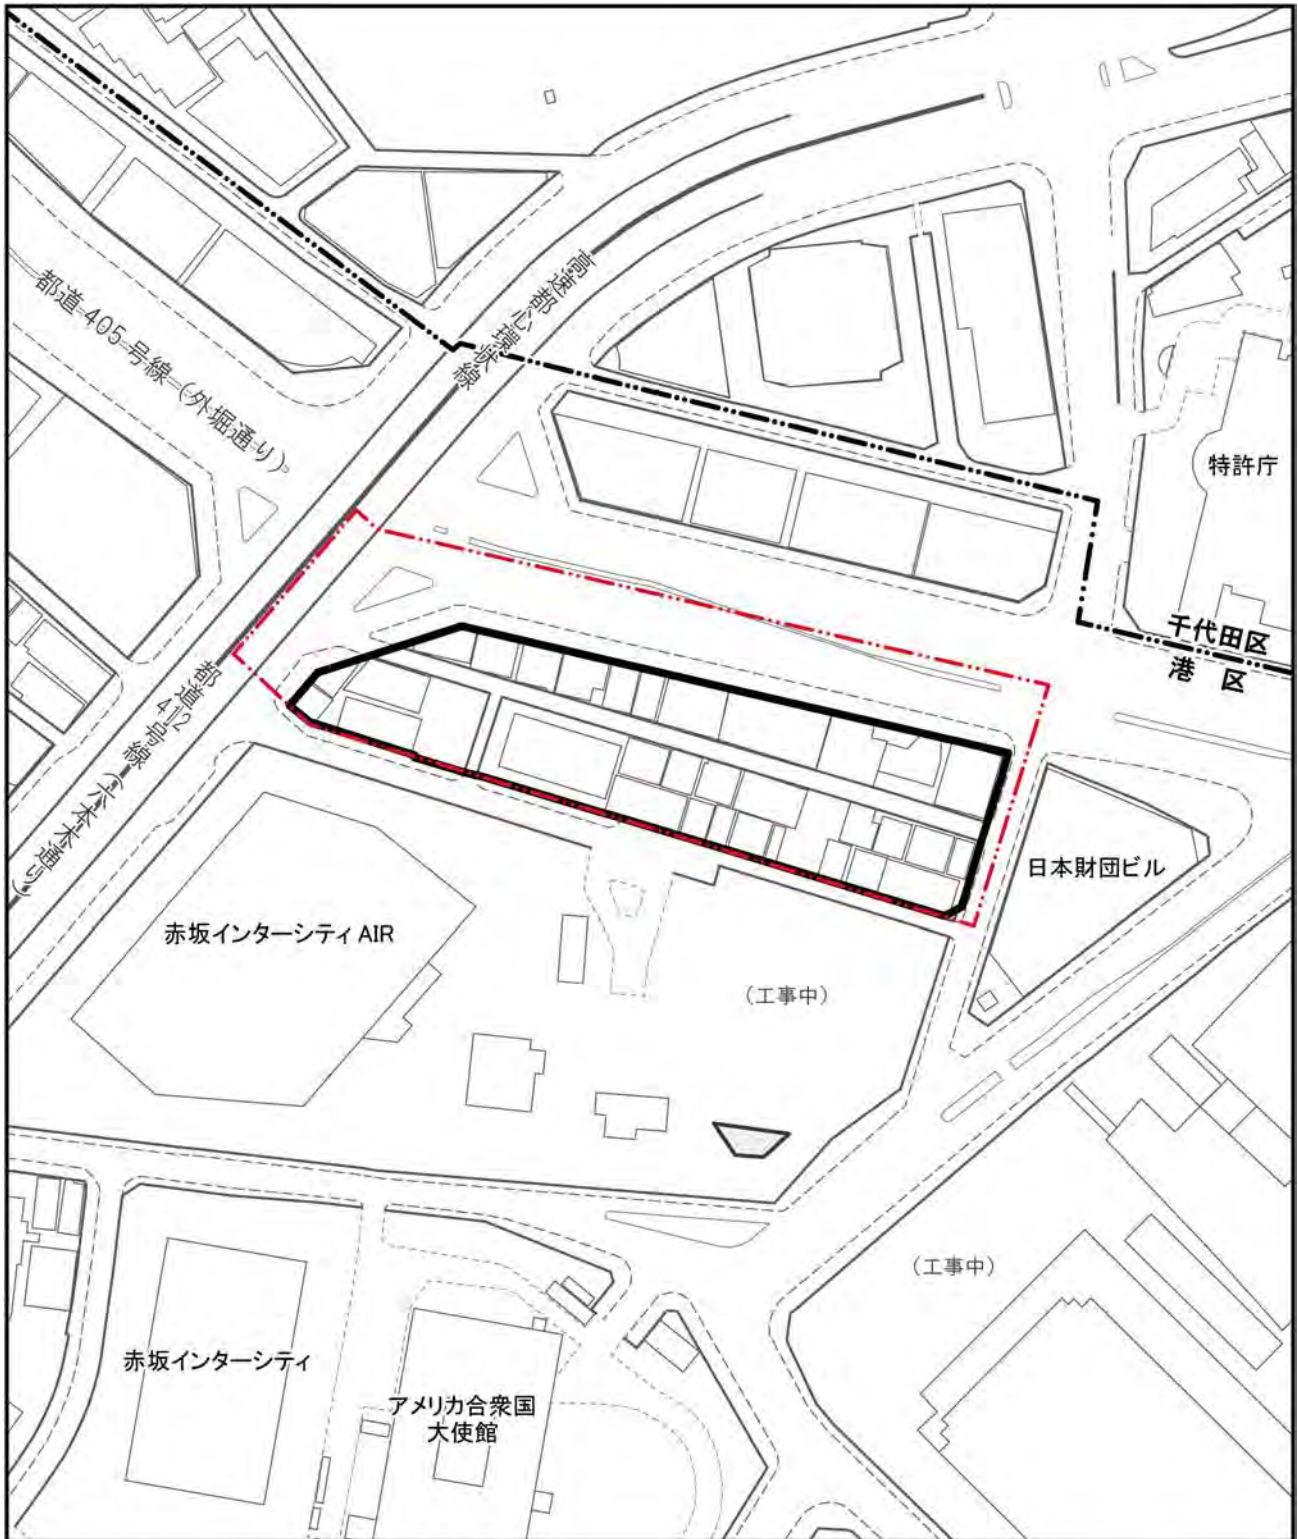 高速都心環状線
都道405号線(外堀通り)
特許庁
千代田区
港 区
都道
412
号線(六本木通り)
日本財団ビル
赤坂インターシティ AIR
(工事中)
(工事中)
赤坂インターシティ
アメリカ合衆国
大使館